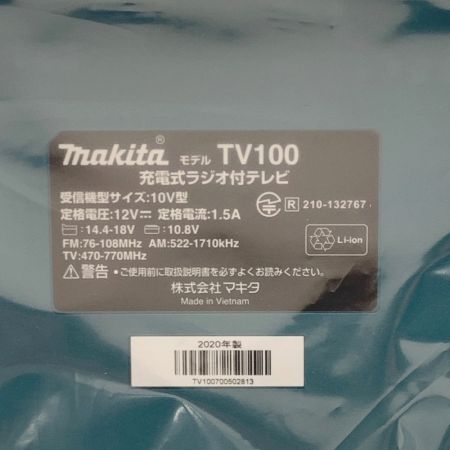 makita® モデル TV100
充電式ラジオ付テレビ
受信機型サイズ:10V型
定格電圧:12V⎓ 定格電流:1.5A
R 210-132767
:14.4-18V :10.8V
FM:76-108MHz AM:522-1710kHz
TV:470-770MHz
Li-ion
⚠警告・ご使用前に取扱説明書を必ずよくお読みください。
株式会社マキタ
Made in Vietnam
2020年製
TV100700502813